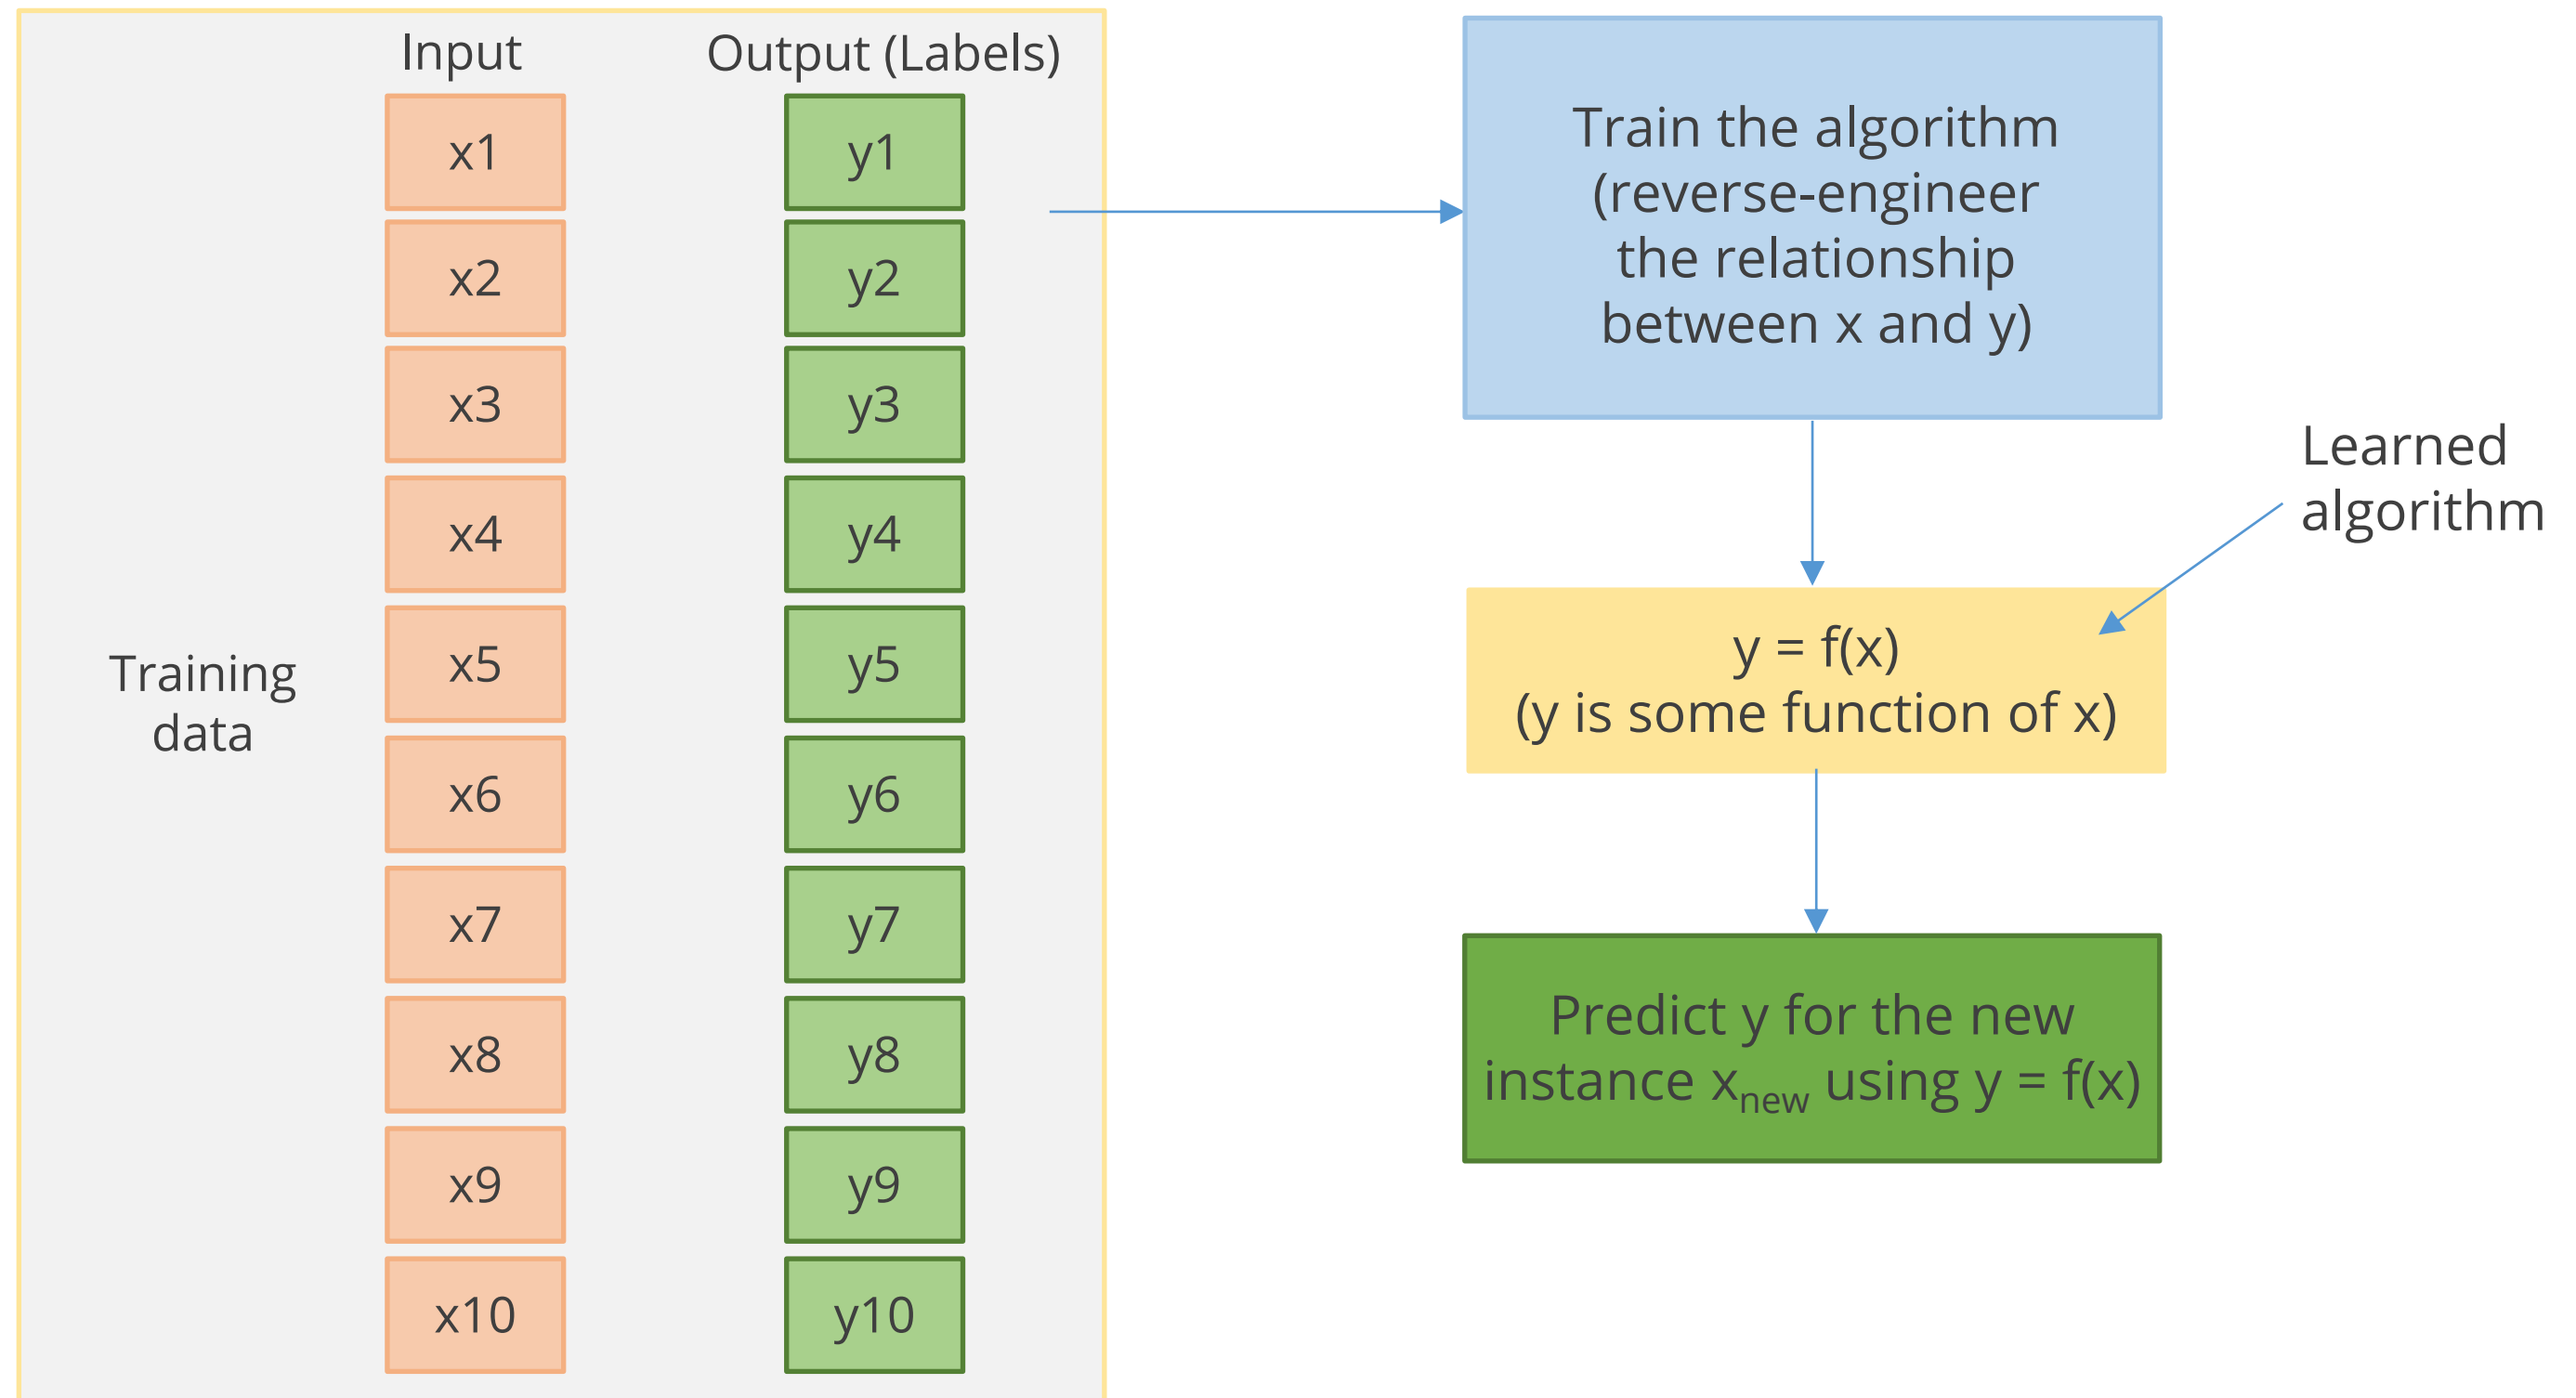 Input
Output (Labels)
x1
y1
x2
y2
x3
y3
x4
y4
x5
y5
x6
y6
x7
y7
x8
y8
x9
y9
x10
y10
Training
data
Train the algorithm
(reverse-engineer
the relationship
between x and y)
Learned
algorithm
y = f(x)
(y is some function of x)
Predict y for the new
instance xnew using y = f(x)